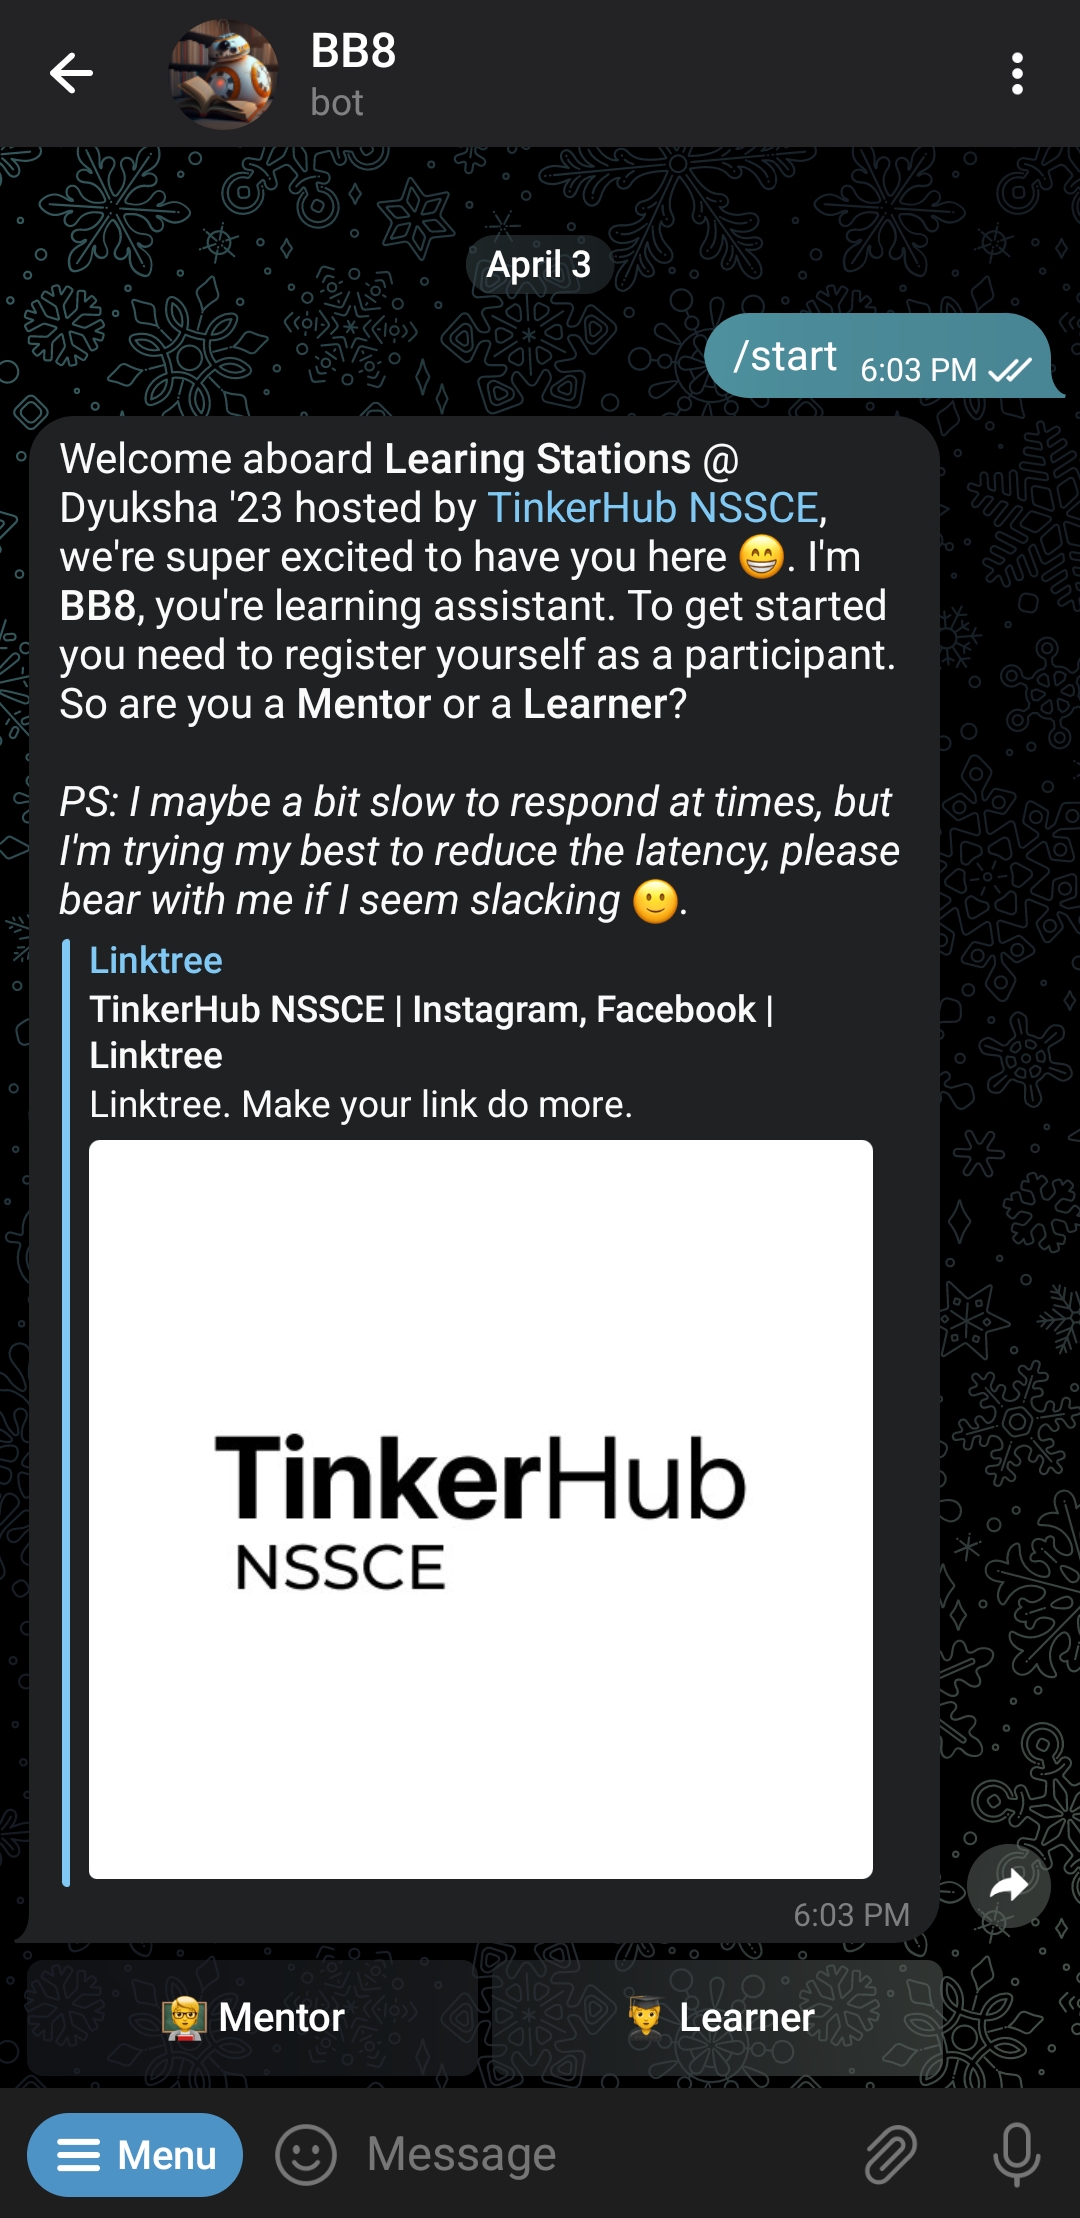 BB8
bot
April 3
/start 6:03 PM
Welcome aboard Learing Stations @
Dyuksha '23 hosted by TinkerHub NSSCE,
we're super excited to have you here 😁. I'm
BB8, you're learning assistant. To get started
you need to register yourself as a participant.
So are you a Mentor or a Learner?
PS: I maybe a bit slow to respond at times, but
I'm trying my best to reduce the latency, please
bear with me if I seem slacking 🙂.
Linktree
TinkerHub NSSCE | Instagram, Facebook |
Linktree
Linktree. Make your link do more.
TinkerHub
NSSCE
6:03 PM
👨‍🏫 Mentor
👨‍🎓 Learner
Menu
Message